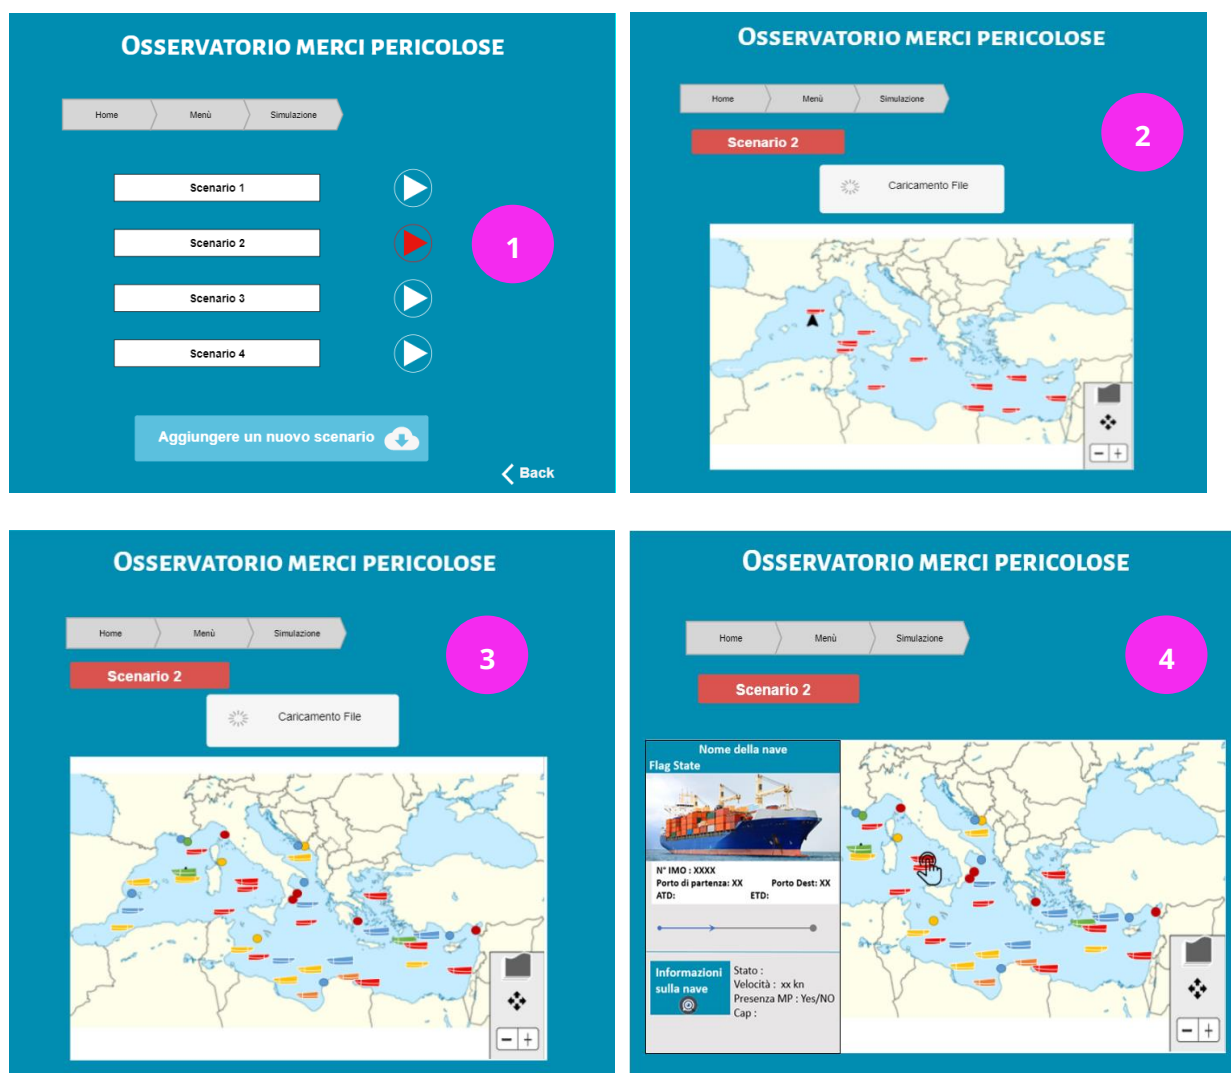 Osservatorio merci pericolose
Home
Menù
Simulazione
Scenario 1
Scenario 2
1
Scenario 3
Scenario 4
Aggiungere un nuovo scenario
Back
Osservatorio merci pericolose
Home
Menù
Simulazione
2
Scenario 2
Caricamento File
Osservatorio merci pericolose
Home
Menù
Simulazione
3
Scenario 2
Caricamento File
Osservatorio merci pericolose
Home
Menù
Simulazione
4
Scenario 2
Nome della nave
Flag State
N° IMO : XXXX
Porto di partenza: XX Porto Dest: XX
ATD: ETD:
Informazioni
sulla nave
Stato :
Velocità : xx kn
Presenza MP : Yes/NO
Cap :